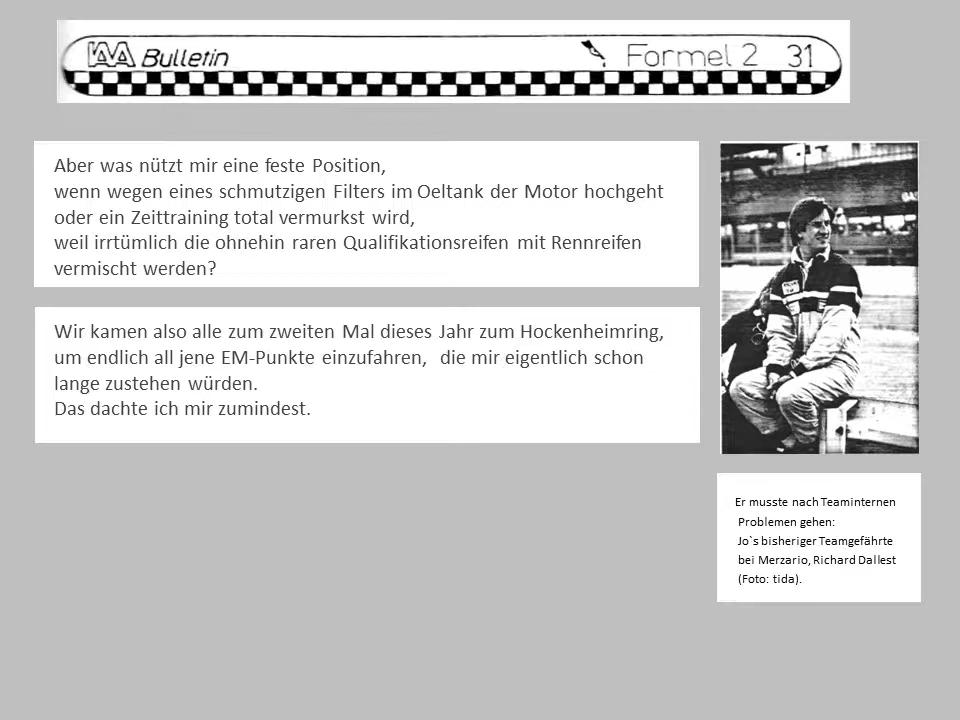 IAVA Bulletin
Formel 2 31
Aber was nützt mir eine feste Position,
wenn wegen eines schmutzigen Filters im Oeltank der Motor hochgeht
oder ein Zeittraining total vermurkst wird,
weil irrtümlich die ohnehin raren Qualifikationsreifen mit Rennreifen
vermischt werden?
Wir kamen also alle zum zweiten Mal dieses Jahr zum Hockenheimring,
um endlich all jene EM-Punkte einzufahren, die mir eigentlich schon
lange zustehen würden.
Das dachte ich mir zumindest.
Er musste nach Teaminternen
Problemen gehen:
Jo`s bisheriger Teamgefährte
bei Merzario, Richard Dallest
(Foto: tida).